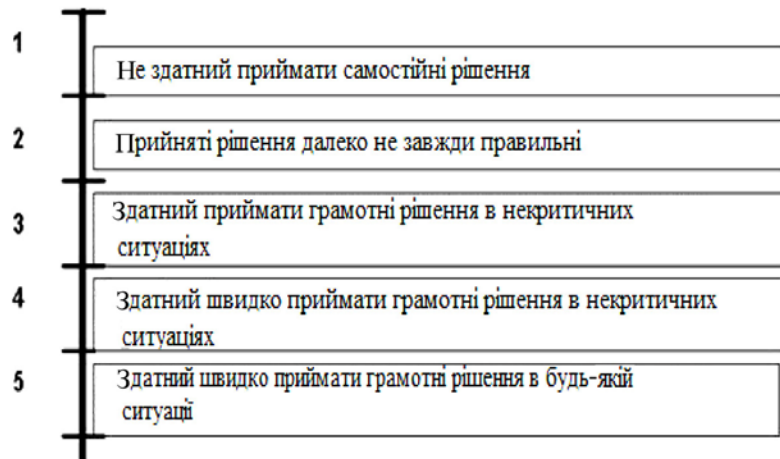 1
Не здатний приймати самостійні рішення
2
Прийняті рішення далеко не завжди правильні
3
Здатний приймати грамотні рішення в некритичних
ситуаціях
4
Здатний швидко приймати грамотні рішення в некритичних
ситуаціях
5
Здатний швидко приймати грамотні рішення в будь-якій
ситуації